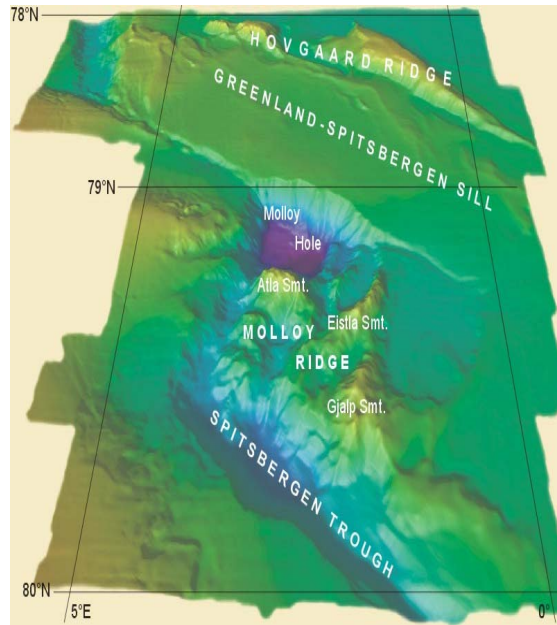 78°N
HOVGAARD RIDGE
GREENLAND-SPITSBERGEN SILL
79°N
Molloy
Hole
Atla Smt.
Eistla Smt.
MOLLOY
RIDGE
Gjalp Smt.
SPITSBERGEN TROUGH
80°N
5°E
0°